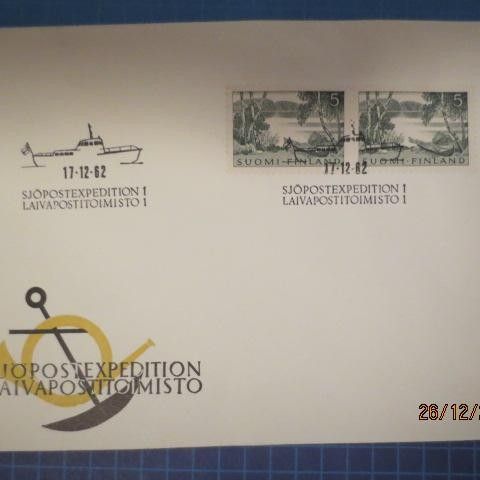 5 5
SUOMI-FINLAND SUOMI-FINLAND
17-12-62
SJÖPOSTEXPEDITION 1
LAIVAPOSTITOIMISTO 1
17-12-62
SJÖPOSTEXPEDITION 1
LAIVAPOSTITOIMISTO 1
SJÖPOSTEXPEDITION
LAIVAPOSTITOIMISTO
26/12/